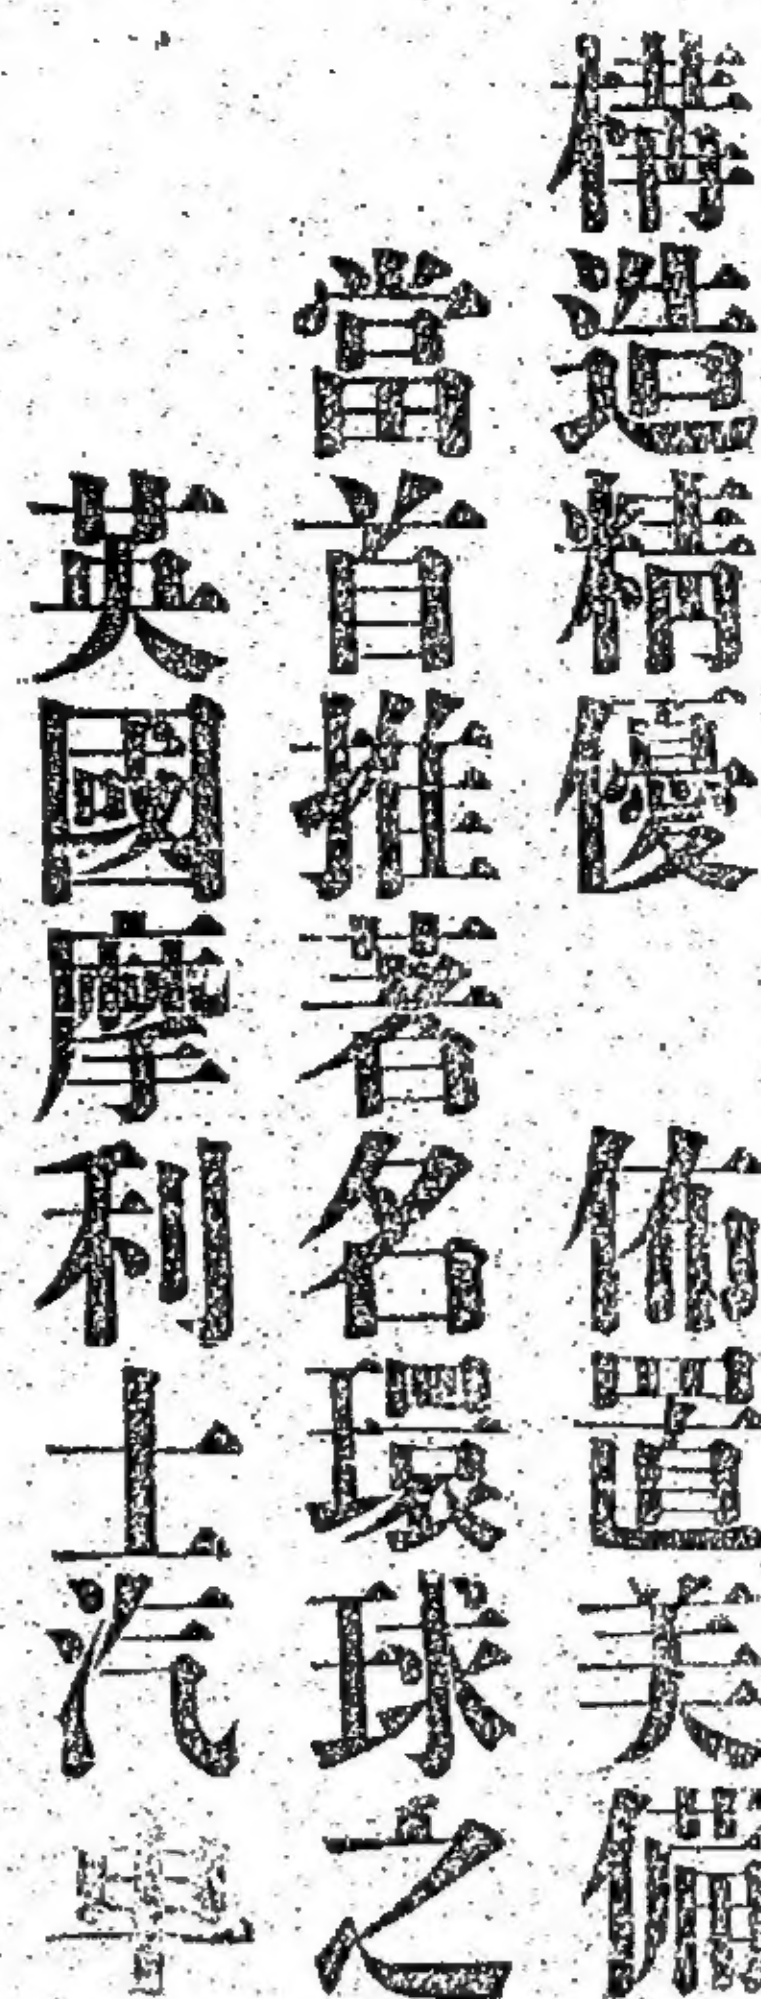 構造精優 佈置美備
當首推著名環球之
英國摩利士汽車